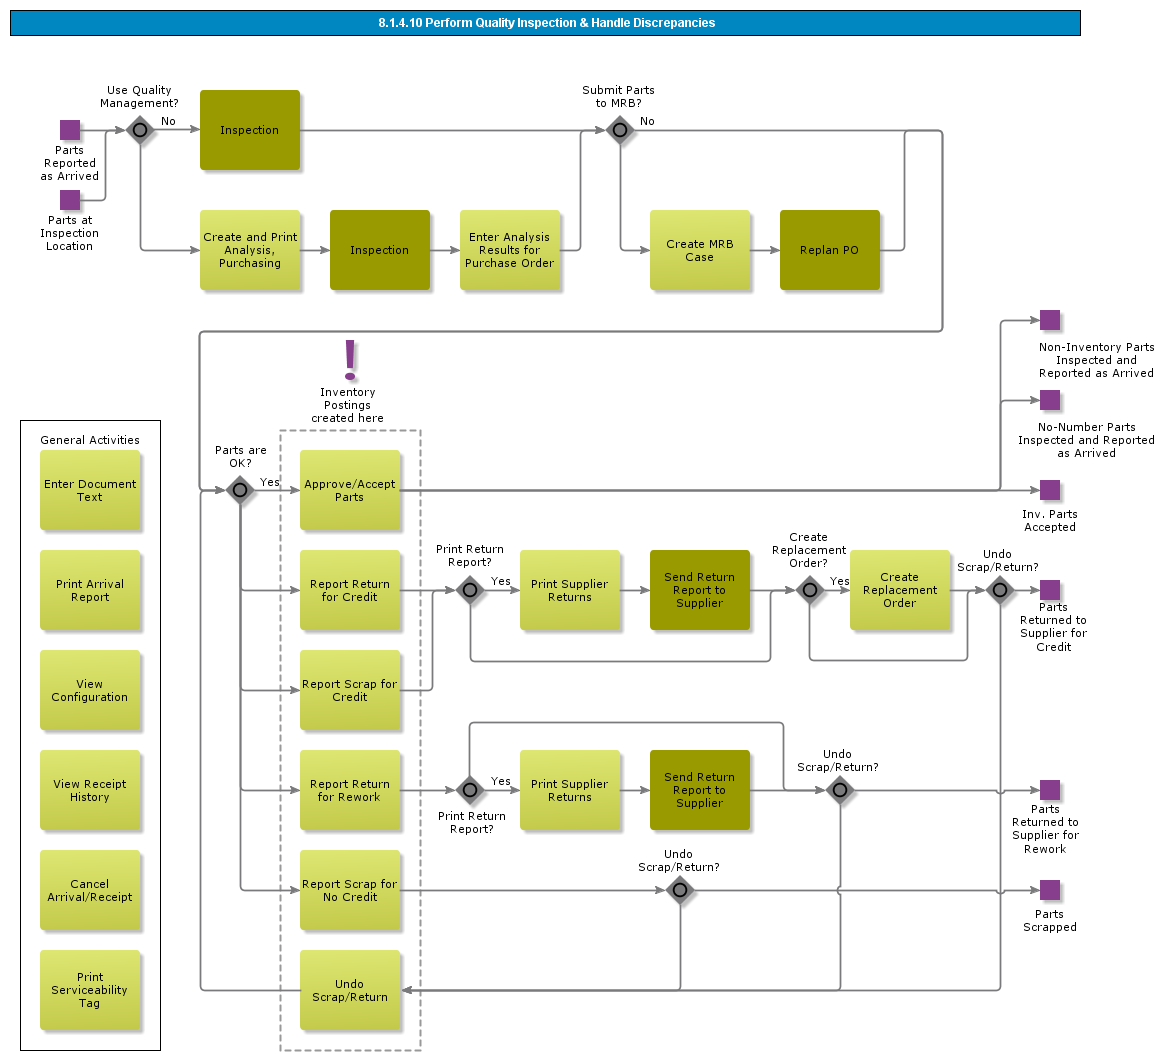 8.1.4.10 Perform Quality Inspection & Handle Discrepancies
Use Quality
Management?
No
Inspection
Submit Parts
to MRB?
No
Parts
Reported
as Arrived
Parts at
Inspection
Location
Create and Print
Analysis,
Purchasing
Inspection
Enter Analysis
Results for
Purchase Order
Create MRB
Case
Replan PO
Non-Inventory Parts
Inspected and
Reported as Arrived
No-Number Parts
Inspected and Reported
as Arrived
Inventory
Postings
created here
General Activities
Enter Document
Text
Print Arrival
Report
View
Configuration
View Receipt
History
Cancel
Arrival/Receipt
Print
Serviceability
Tag
Parts are
OK?
Yes
Approve/Accept
Parts
Inv. Parts
Accepted
Report Return
for Credit
Print Return
Report?
Yes
Print Supplier
Returns
Send Return
Report to
Supplier
Create
Replacement
Order?
Yes
Create
Replacement
Order
Undo
Scrap/Return?
Parts
Returned to
Supplier for
Credit
Report Scrap for
Credit
Report Return
for Rework
Print Return
Report?
Yes
Print Supplier
Returns
Send Return
Report to
Supplier
Undo
Scrap/Return?
Parts
Returned to
Supplier for
Rework
Report Scrap for
No Credit
Undo
Scrap/Return?
Parts
Scrapped
Undo
Scrap/Return